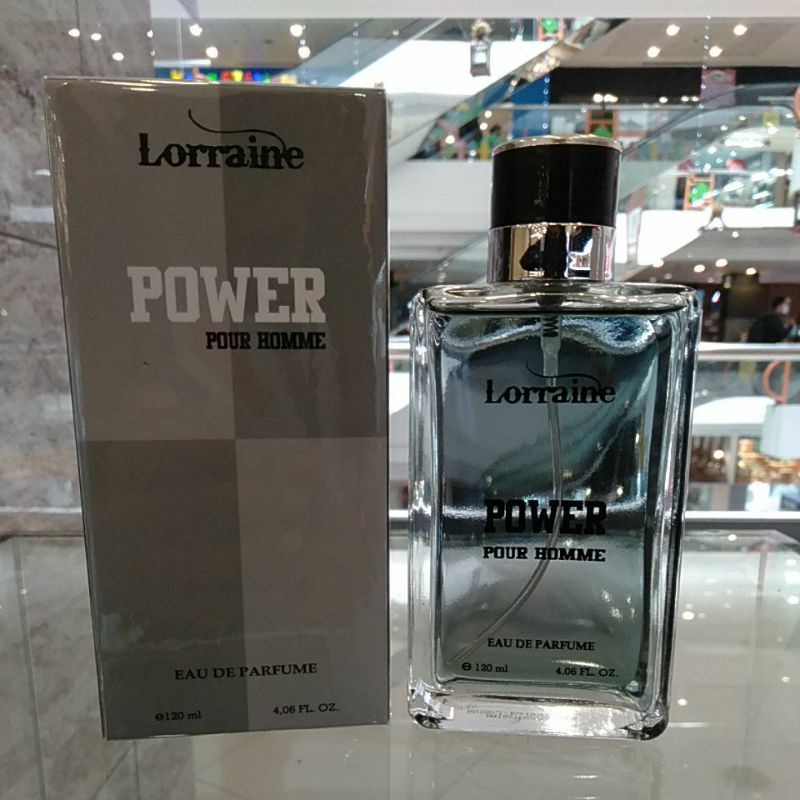 Lorraine
POWER
POUR HOMME
EAU DE PARFUME
e120 ml 4,06 FL. OZ.
Lorraine
POWER
POUR HOMME
EAU DE PARFUME
e 120 ml 4.06 FL. OZ.